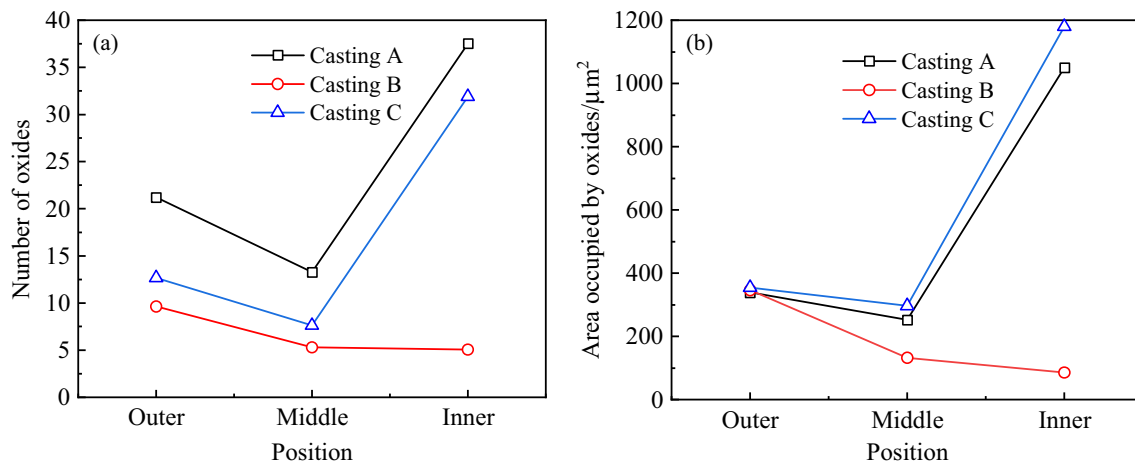 (a)
Casting A
Casting B
Casting C
Number of oxides
40
35
30
25
20
15
10
5
0
Outer
Middle
Inner
Position
(b)
Casting A
Casting B
Casting C
Area occupied by oxides/μm²
1200
1000
800
600
400
200
0
Outer
Middle
Inner
Position